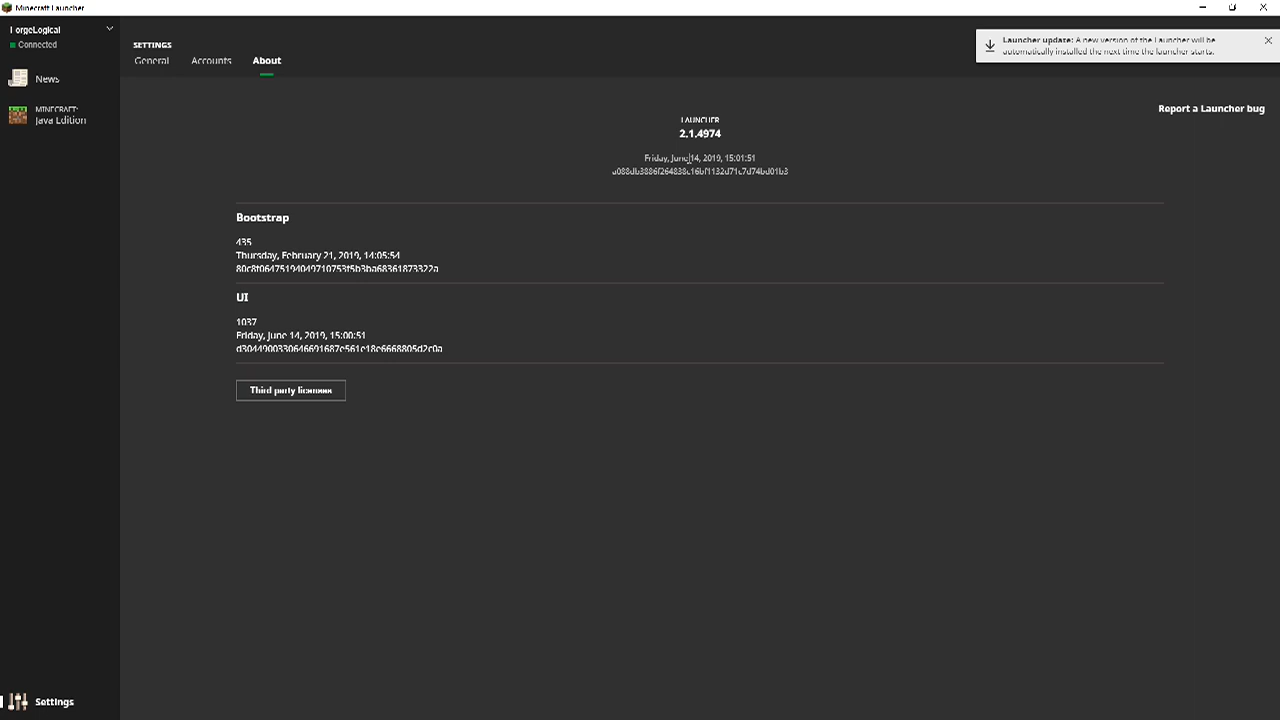 Minecraft Launcher
ForgeLogical
Connected
News
MINECRAFT:
Java Edition
Settings
SETTINGS
General Accounts About
Launcher update: A new version of the Launcher will be
automatically installed the next time the launcher starts.
Report a Launcher bug
LAUNCHER
2.1.4974
Friday, June 14, 2019, 15:01:51
Bootstrap
435
Thursday, February 21, 2019, 14:05:54
UI
1037
Friday, June 14, 2019, 15:00:51
Third party licenses